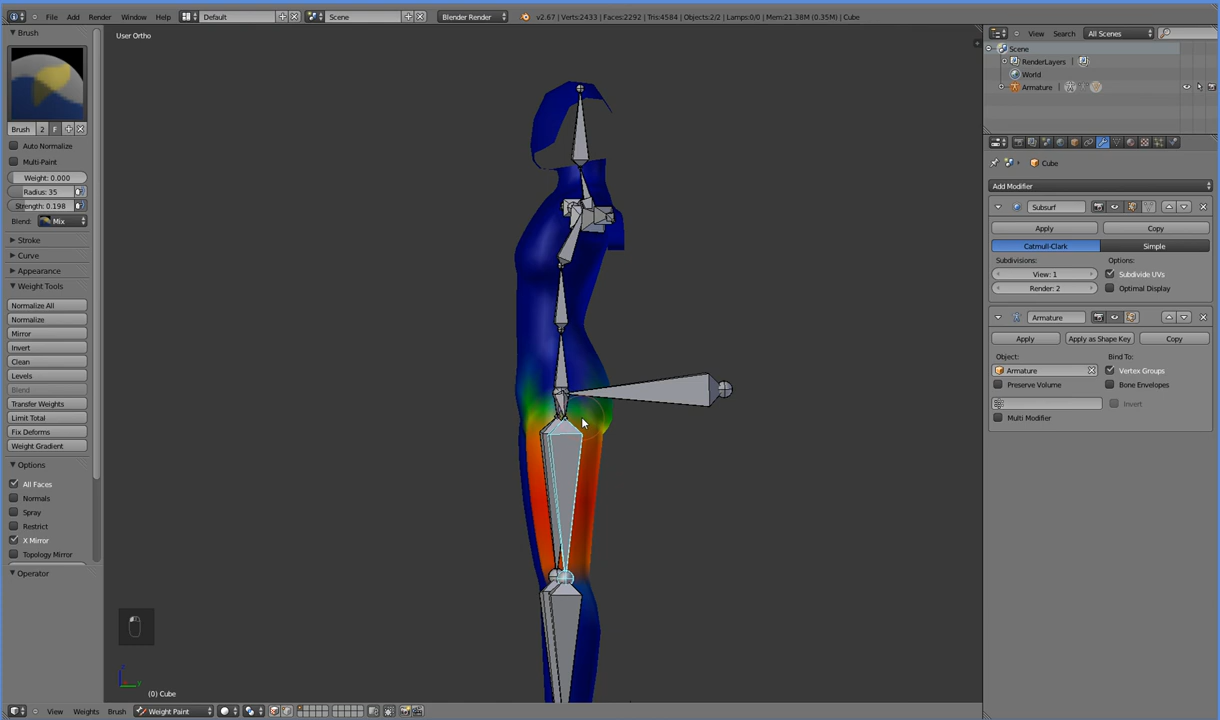 File Add Render Window Help Default Scene Blender Render v2.67 | Verts:2433 | Faces:2292 | Tris:4584 | Objects:2/2 | Lamps:0/0 | Mem:21.38M (0.35M) | Cube
Brush
Brush 2 F
Auto Normalize
Multi-Paint
Weight: 0.000
Radius: 35
Strength: 0.198
Blend: Mix
Stroke
Curve
Appearance
Weight Tools
Normalize All
Normalize
Mirror
Invert
Clean
Levels
Blend
Transfer Weights
Limit Total
Fix Deforms
Weight Gradient
Options
All Faces
Normals
Spray
Restrict
X Mirror
Topology Mirror
Operator
User Ortho
(0) Cube
View Weights Brush Weight Paint
View Search All Scenes
Scene
RenderLayers
World
Armature
Cube
Add Modifier
Subsurf
Apply Copy
Catmull-Clark Simple
Subdivisions: Options:
View: 1 Subdivide UVs
Render: 2 Optimal Display
Armature
Apply Apply as Shape Key Copy
Object: Bind To:
Armature Vertex Groups
Preserve Volume Bone Envelopes
Invert
Multi Modifier